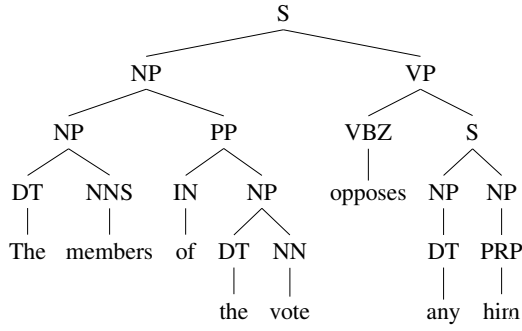 S
NP VP
NP PP VBZ S
DT NNS IN NP opposes NP NP
The members of DT NN DT PRP
the vote any him